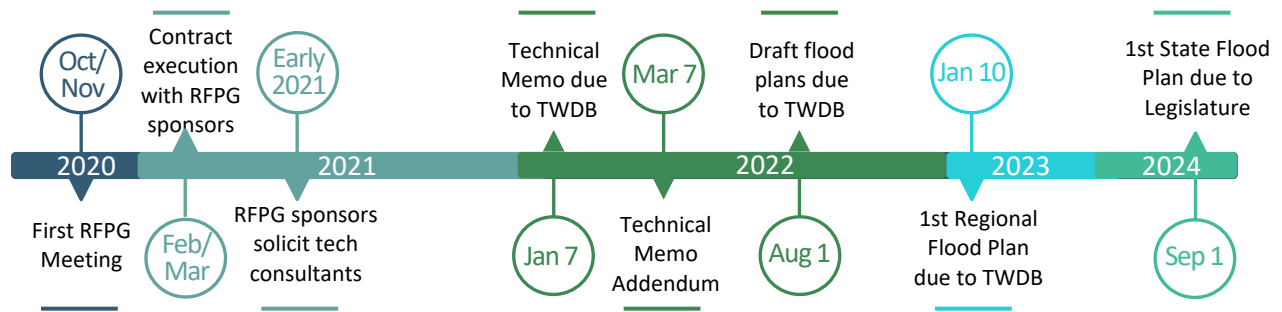 Oct/
Nov
Contract
execution
with RFPG
sponsors
Early
2021
Technical
Memo due
to TWDB
Mar 7
Draft flood
plans due
to TWDB
Jan 10
1st State Flood
Plan due to
Legislature
2020
2021
2022
2023
2024
First RFPG
Meeting
Feb/
Mar
RFPG sponsors
solicit tech
consultants
Jan 7
Technical
Memo
Addendum
Aug 1
1st Regional
Flood Plan
due to TWDB
Sep 1